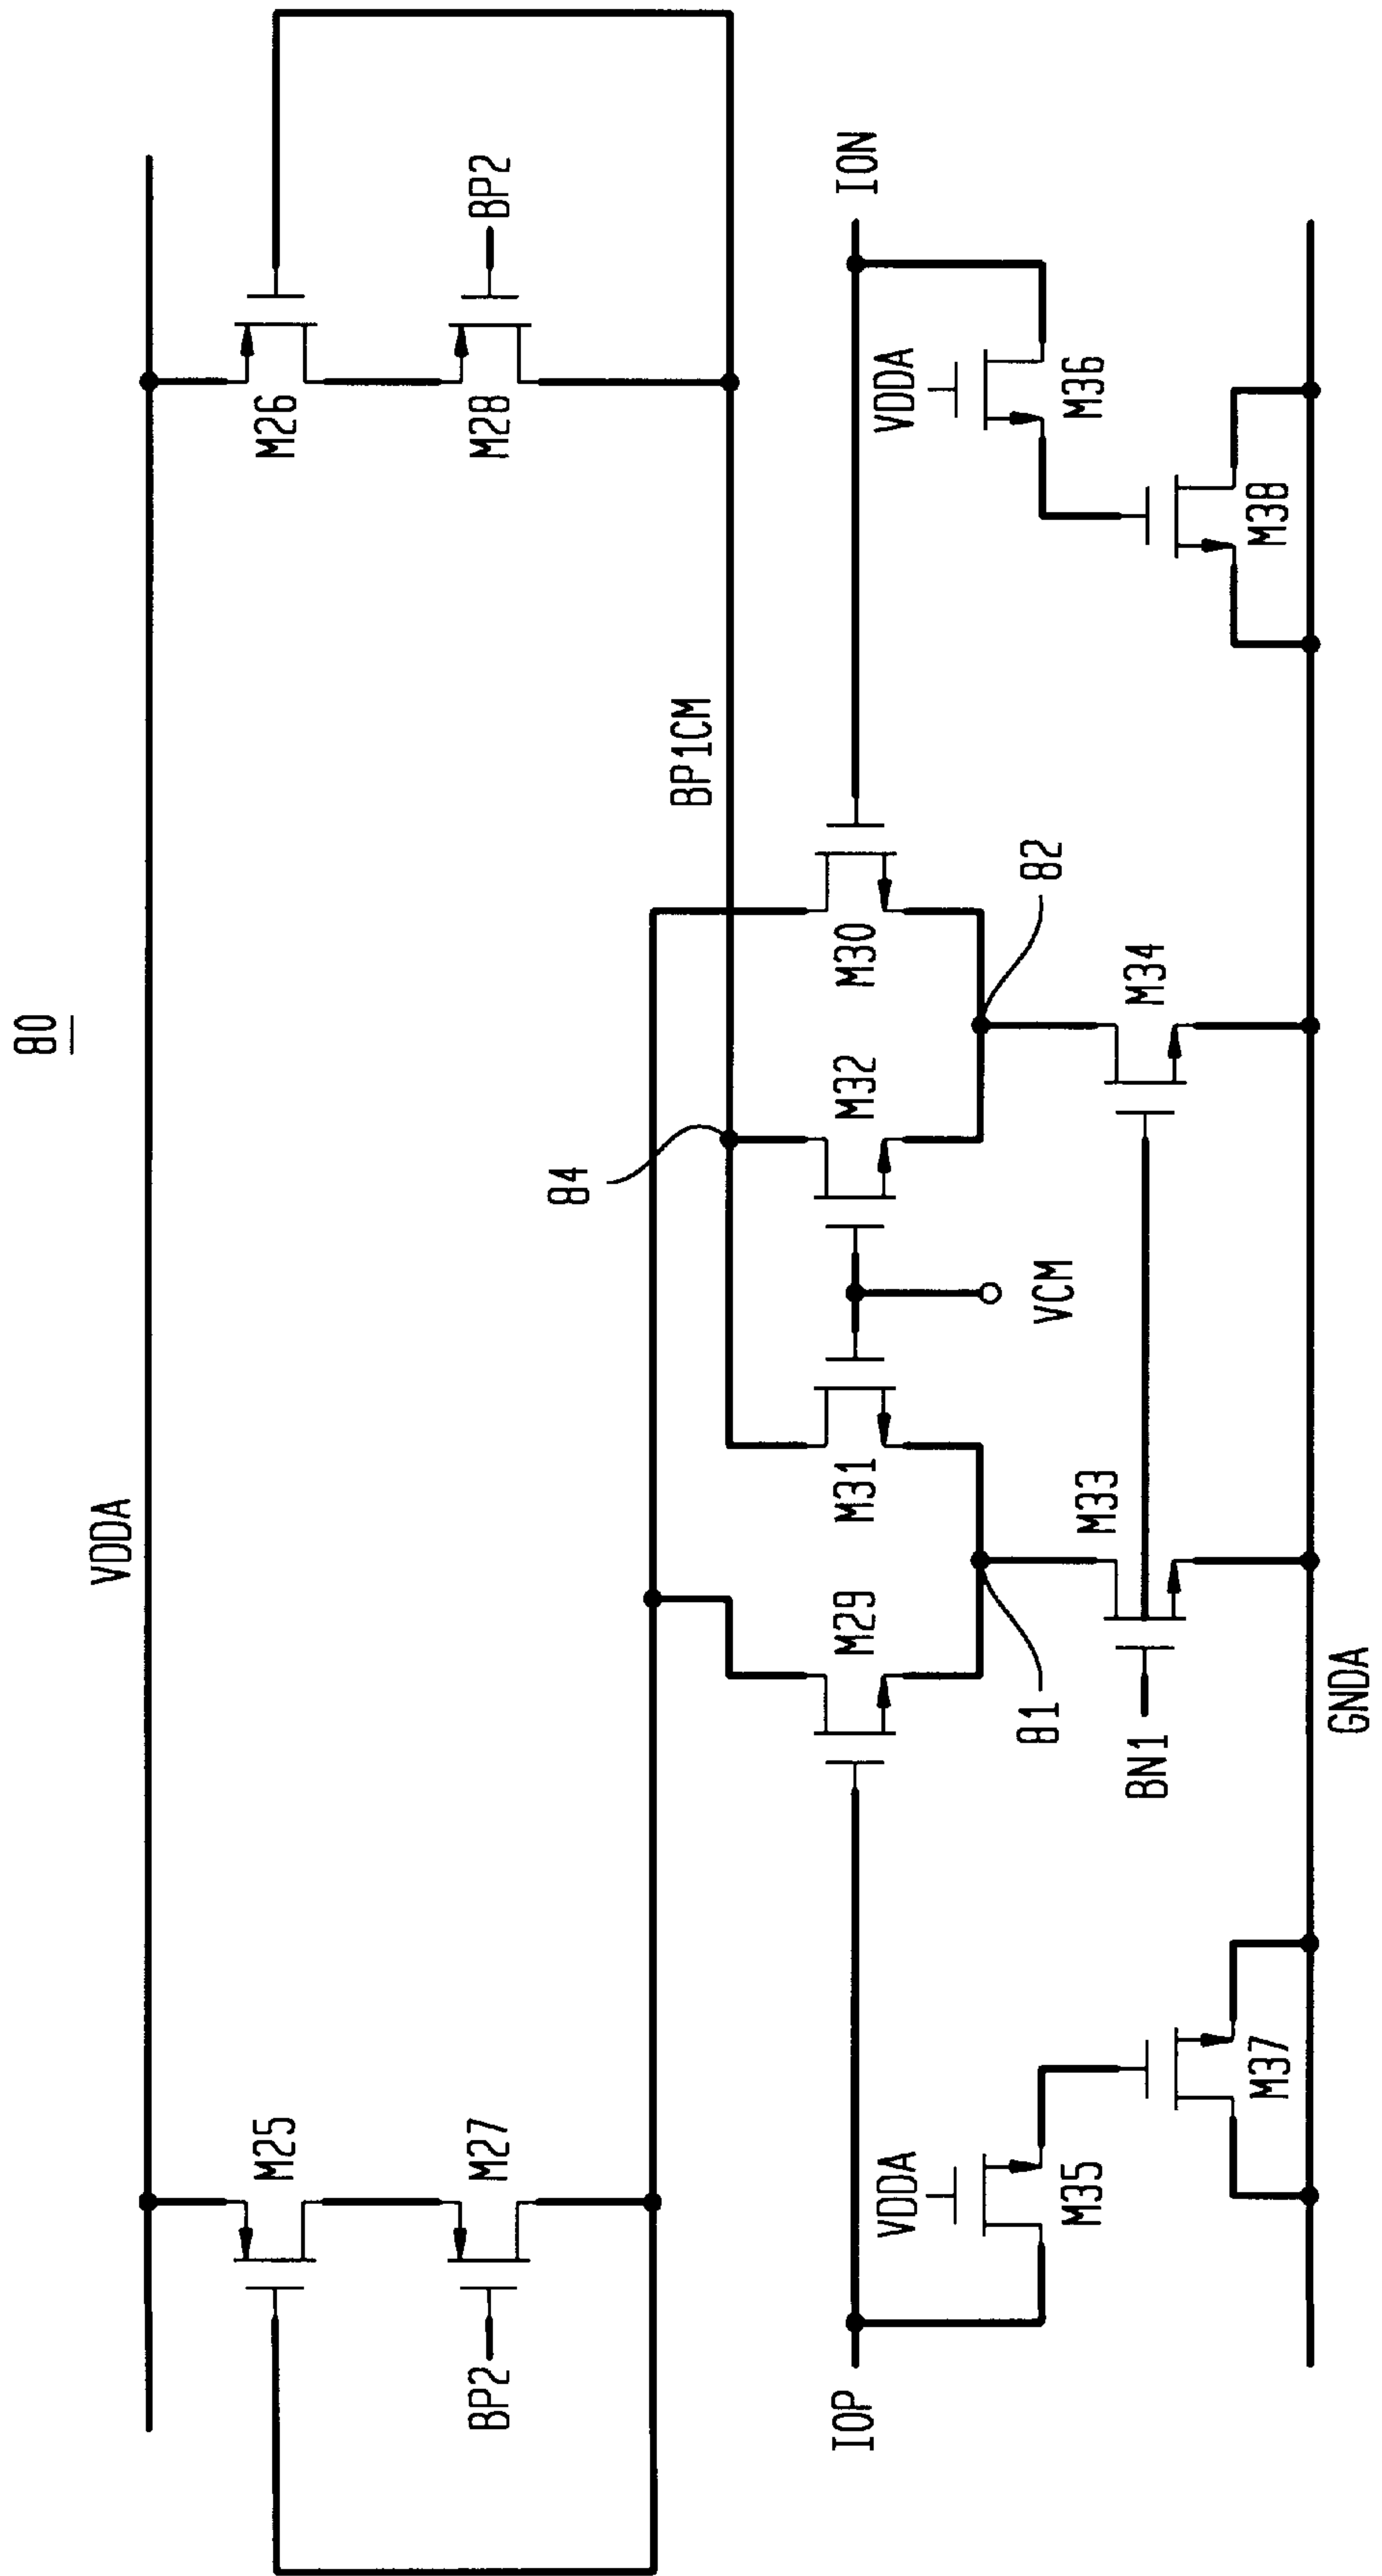 80
VDDA
M25
M26
M27
M28
BP2
BP2
84
BP1CM
IOP
ION
M29
M31
M32
M30
VDDA
VDDA
VCM
81
82
M35
M36
M33
M34
BN1
M37
M38
GNDA